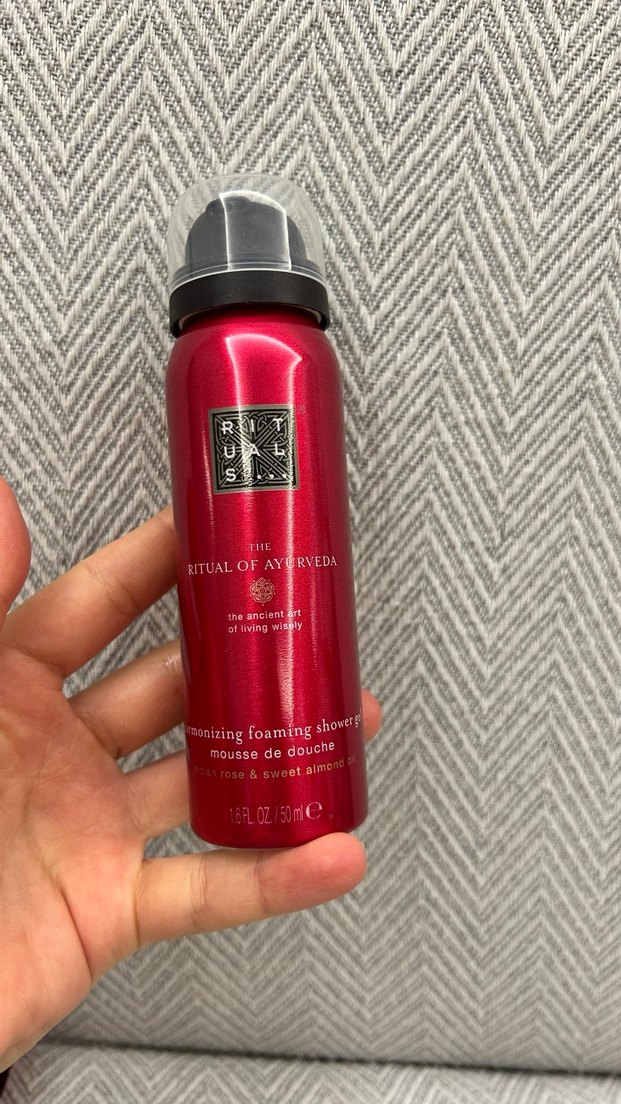 RIT
UAL
S...
THE
RITUAL OF AYURVEDA
the ancient art
of living wisely
foaming shower
mousse de douche
rose & sweet almond oil
1.6 FL. OZ. / 50 ml ℮